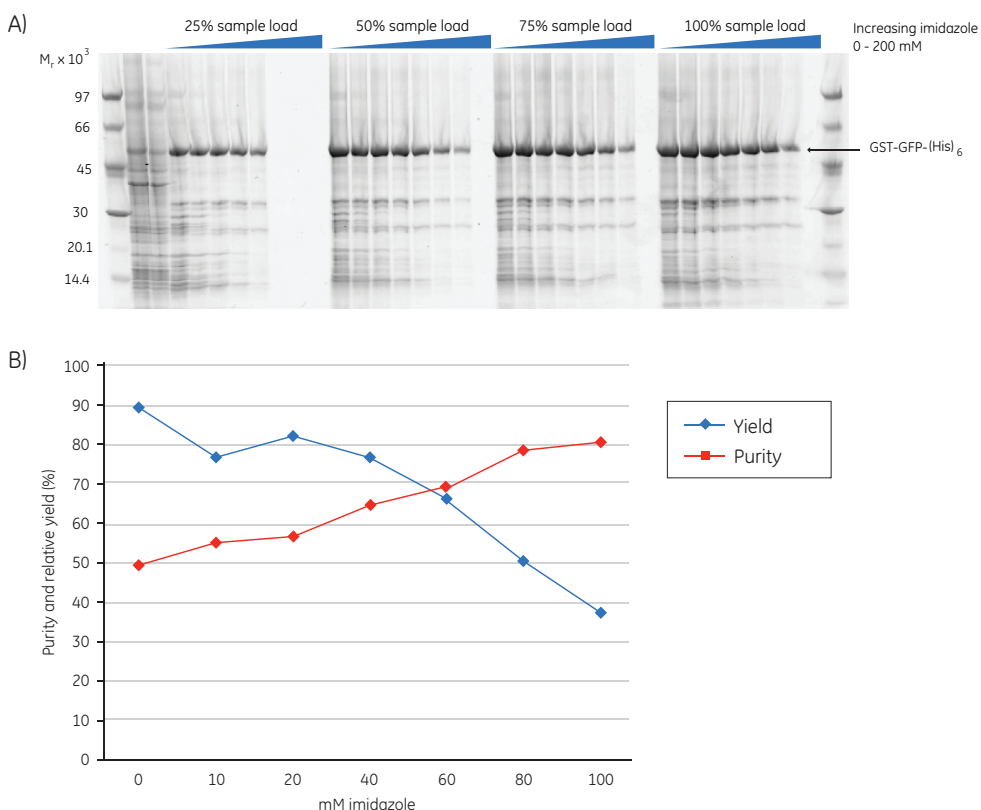 A)
25% sample load
50% sample load
75% sample load
100% sample load
Increasing imidazole
0 - 200 mM
Mr x 10³
97
66
45
30
20.1
14.4
GST-GFP-(His)6
B)
Purity and relative yield (%)
100
90
80
70
60
50
40
30
20
10
0
0 10 20 40 60 80 100
mM imidazole
Yield
Purity